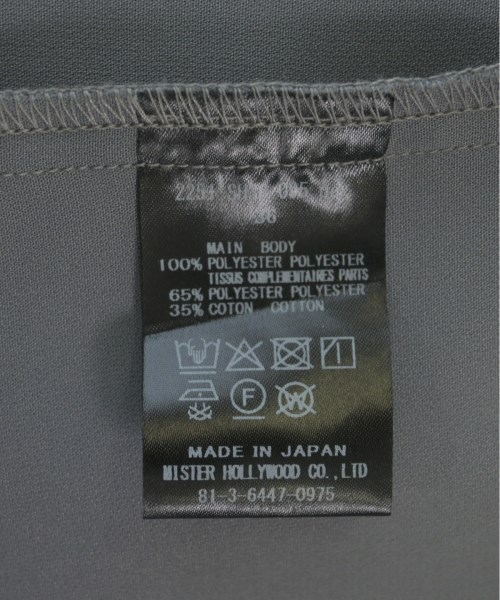 36
MAIN BODY
100% POLYESTER POLYESTER
TISSUS COMPLEMENTAIRES PARTS
65% POLYESTER POLYESTER
35% COTON COTTON
F
W
MADE IN JAPAN
MISTER HOLLYWOOD CO.,LTD
81-3-6447-0975